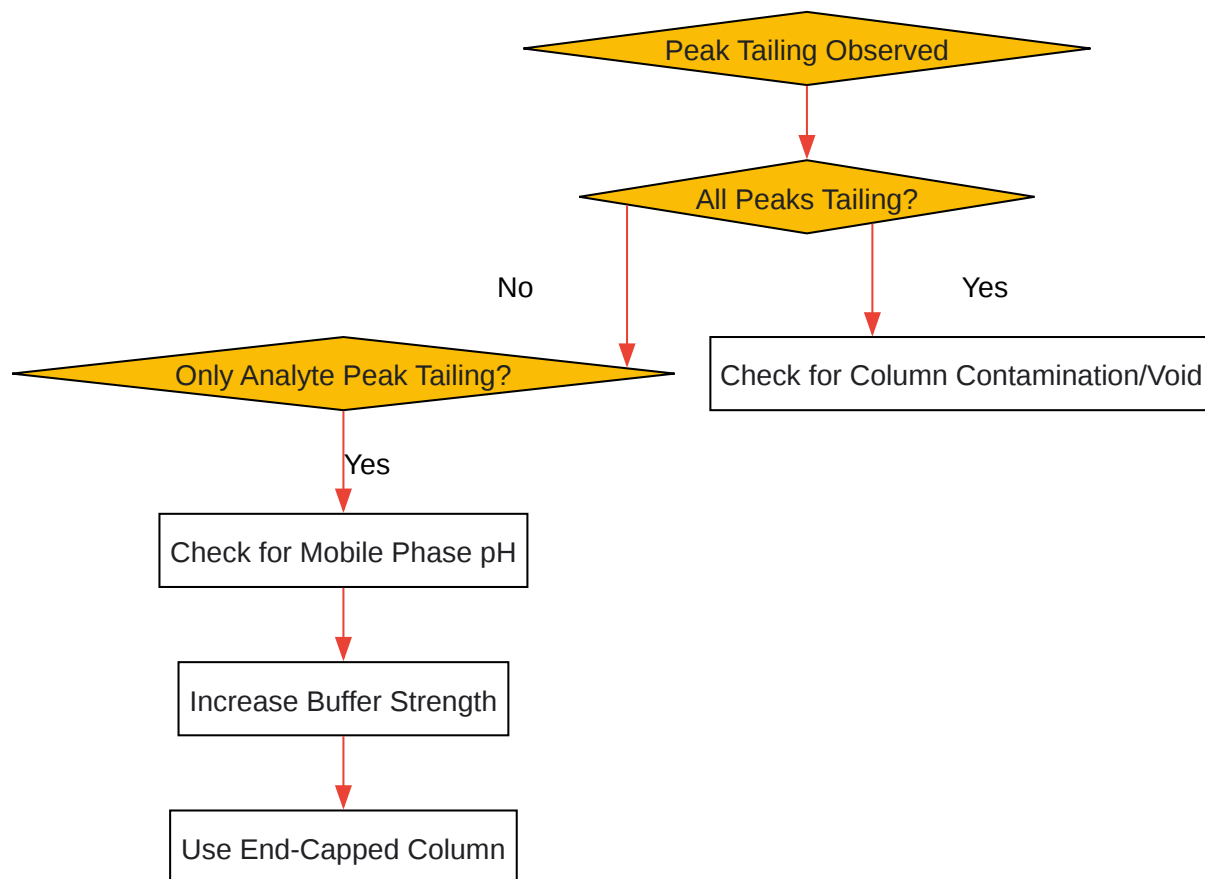 Peak Tailing Observed
All Peaks Tailing?
No
Yes
Only Analyte Peak Tailing?
Check for Column Contamination/Void
Yes
Check for Mobile Phase pH
Increase Buffer Strength
Use End-Capped Column